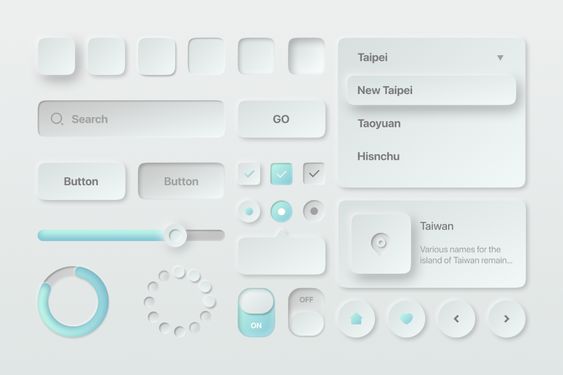 Taipei
New Taipei
Search
GO
Taoyuan
Hisnchu
Button
Button
Taiwan
Various names for the
island of Taiwan remain...
OFF
ON